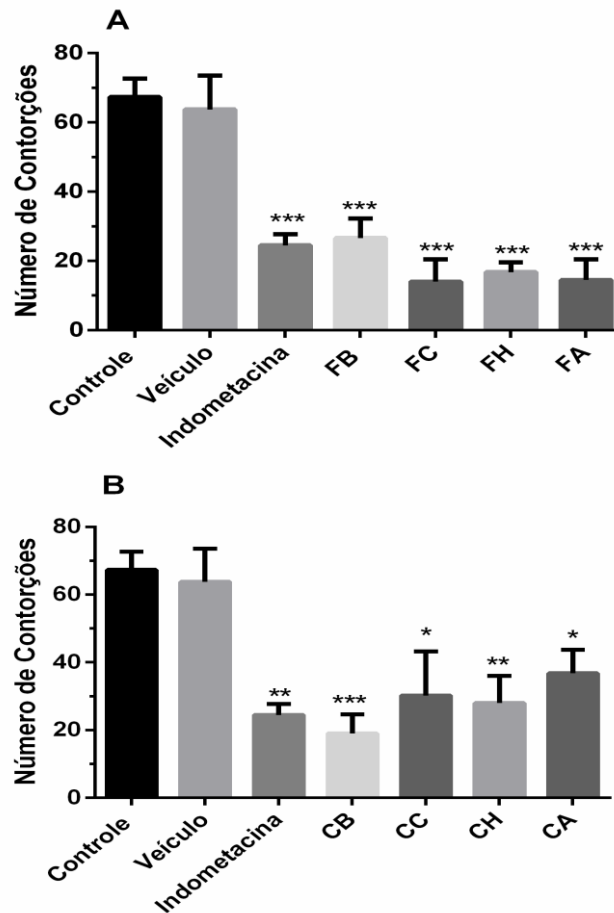 A
Número de Contorções
80
60
40
20
0
***
***
***
***
***
Controle
Veículo
Indometacina
FB
FC
FH
FA
B
Número de Contorções
80
60
40
20
0
**
***
*
**
*
Controle
Veículo
Indometacina
CB
CC
CH
CA